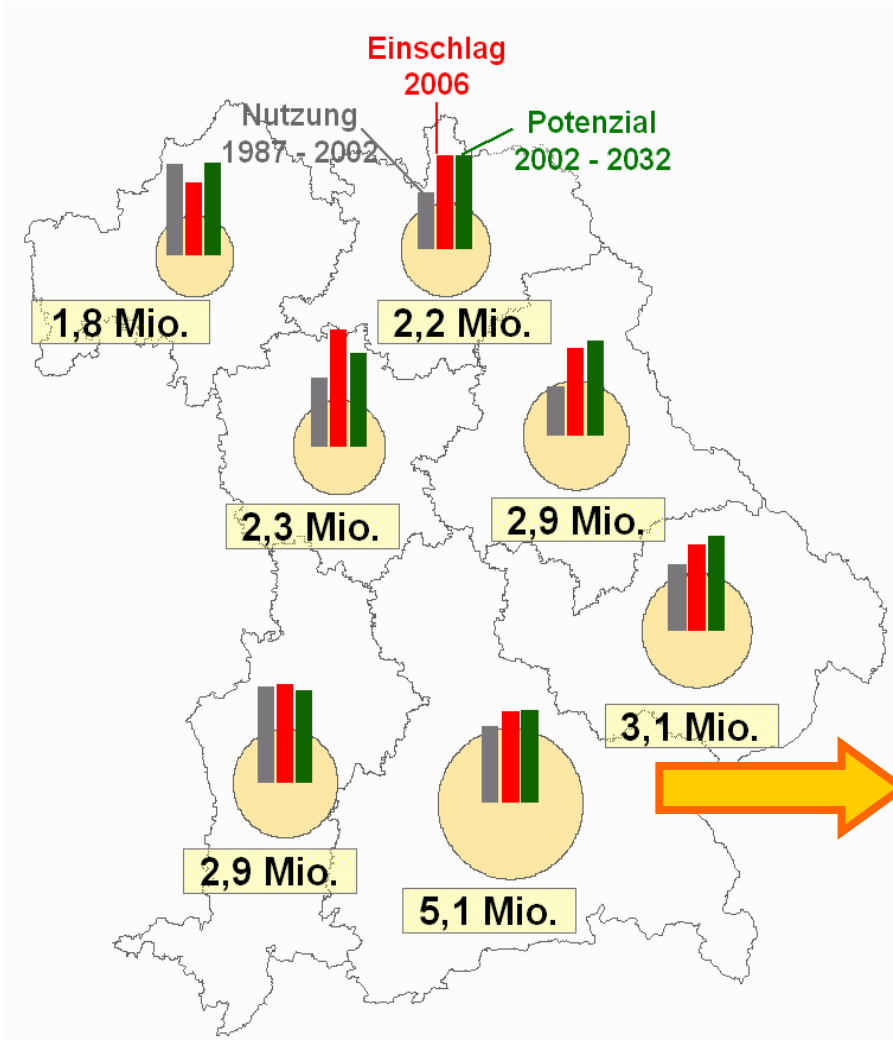 Einschlag
2006
Nutzung
1987 - 2002
Potenzial
2002 - 2032
1,8 Mio.
2,2 Mio.
2,3 Mio.
2,9 Mio.
3,1 Mio.
2,9 Mio.
5,1 Mio.